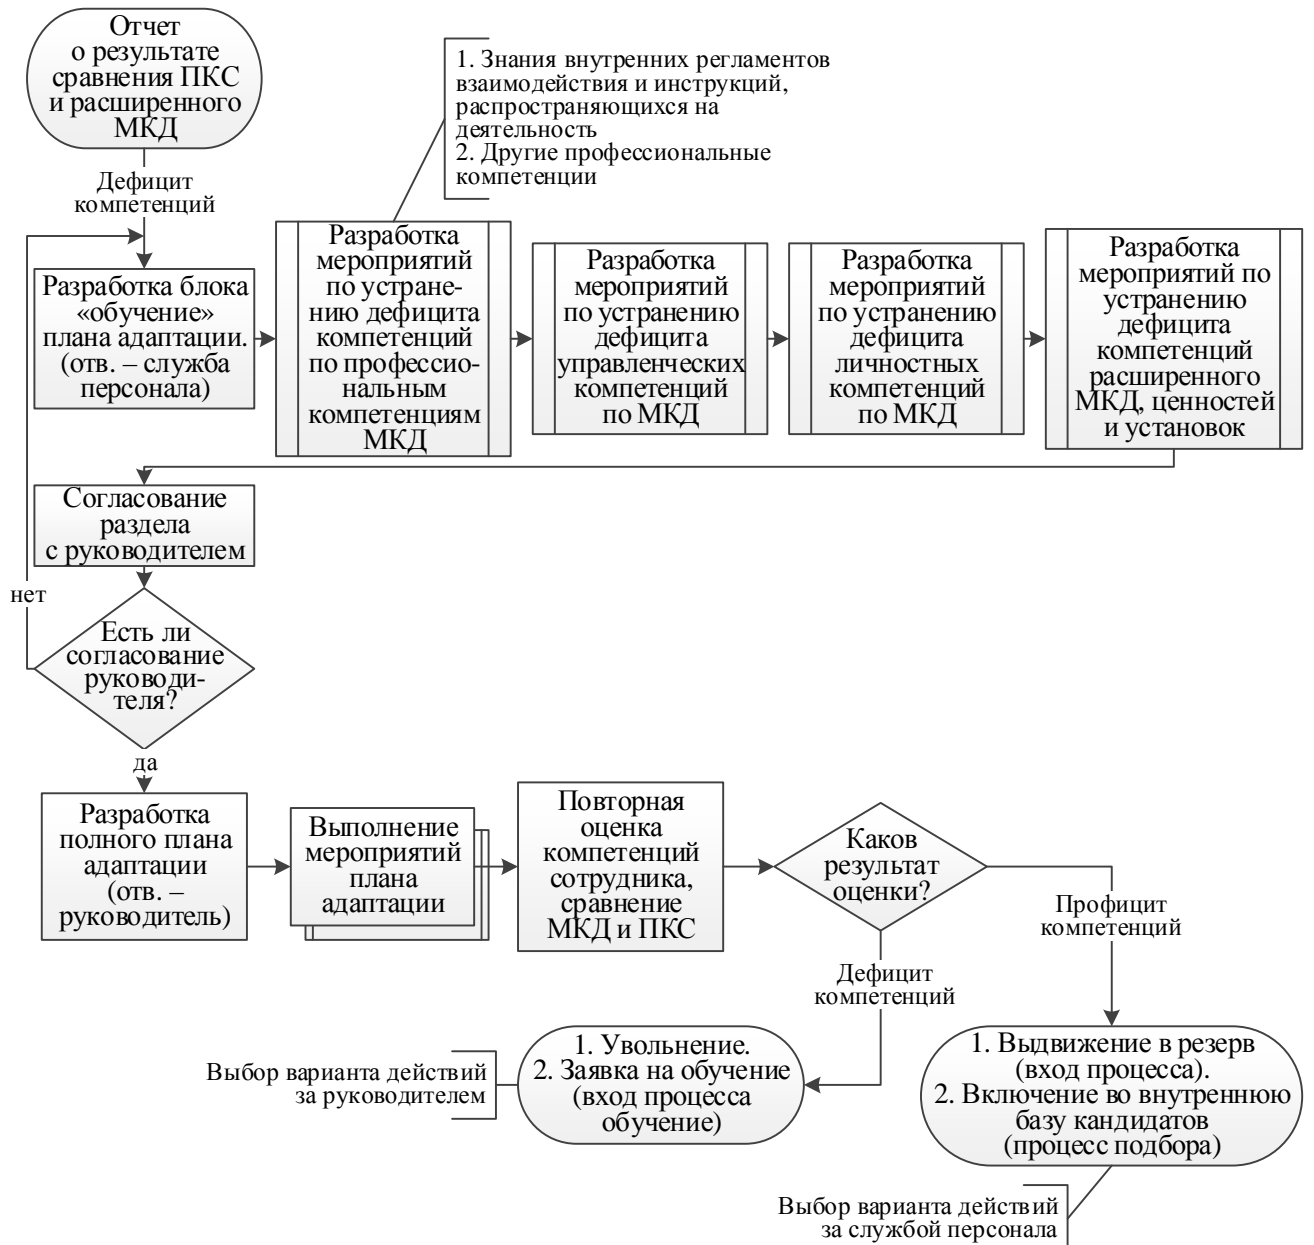 Отчет
о результате
сравнения ПКС
и расширенного
МКД
1. Знания внутренних регламентов
взаимодействия и инструкций,
распространяющихся на
деятельность
2. Другие профессиональные
компетенции
Дефицит
компетенций
Разработка блока
«обучение»
плана адаптации.
(отв. – служба
персонала)
Разработка
мероприятий
по устране-
нию дефицита
компетенций
по профессио-
нальным
компетенциям
МКД
Разработка
мероприятий
по устранению
дефицита
управленческих
компетенций
по МКД
Разработка
мероприятий
по устранению
дефицита
личностных
компетенций
по МКД
Разработка
мероприятий по
устранению
дефицита
компетенций
расширенного
МКД, ценностей
и установок
Согласование
раздела
с руководителем
нет
Есть ли
согласование
руководи-
теля?
да
Разработка
полного плана
адаптации
(отв. –
руководитель)
Выполнение
мероприятий
плана
адаптации
Повторная
оценка
компетенций
сотрудника,
сравнение
МКД и ПКС
Каков
результат
оценки?
Профицит
компетенций
Дефицит
компетенций
Выбор варианта действий
за руководителем
1. Увольнение.
2. Заявка на обучение
(вход процесса
обучение)
1. Выдвижение в резерв
(вход процесса).
2. Включение во внутреннюю
базу кандидатов
(процесс подбора)
Выбор варианта действий
за службой персонала